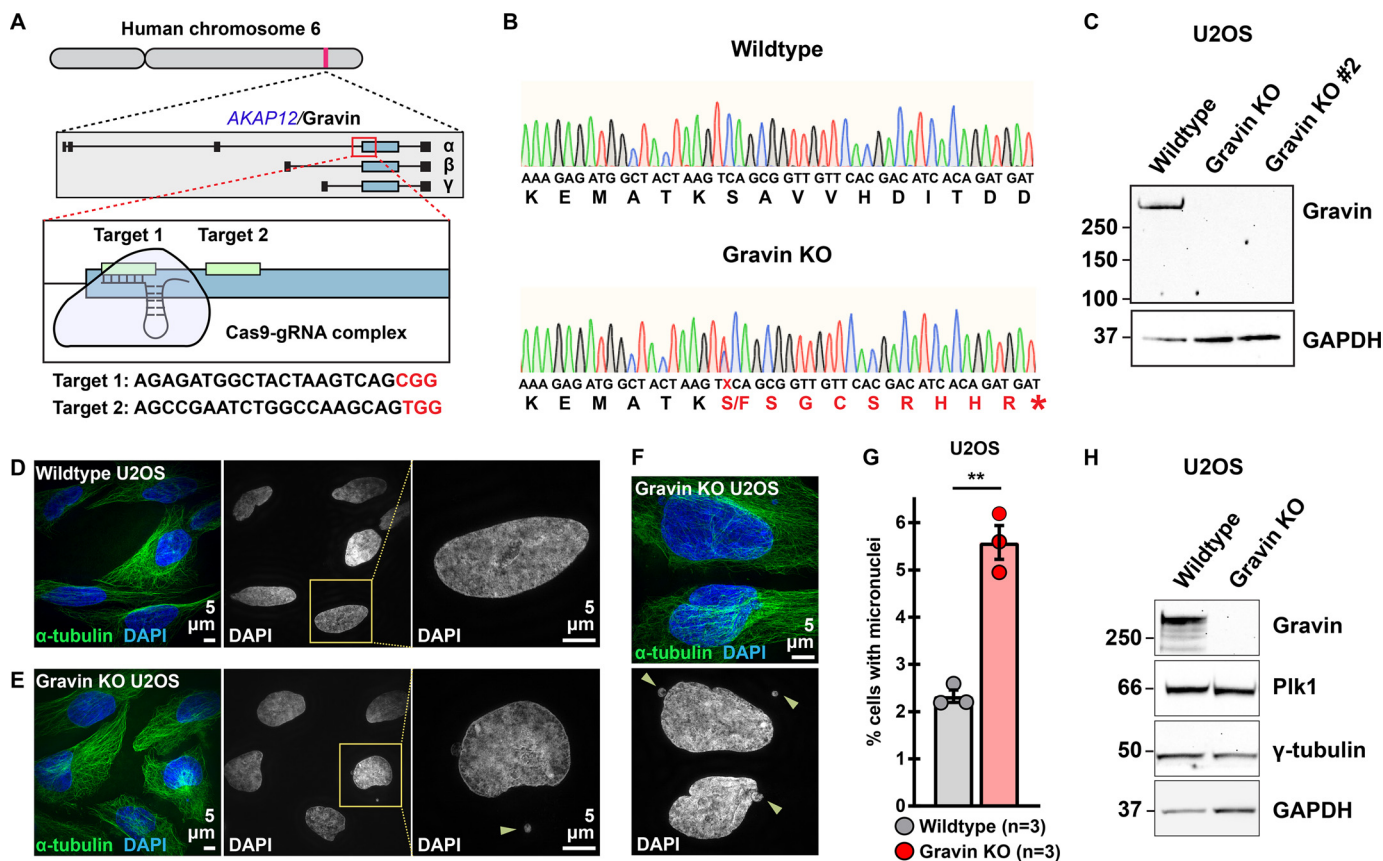 A
Human chromosome 6
AKAP12/Gravin
α
β
γ
Target 1 Target 2
Cas9-gRNA complex
Target 1: AGAGATGGCTACTAAGTCAGCGG
Target 2: AGCCGAATCTGGCCAAGCAGTGG
B
Wildtype
AAA GAG ATG GCT ACT AAG TCA GCG GTT GTT CAC GAC ATC ACA GAT GAT
K E M A T K S A V V H D I T D D
Gravin KO
AAA GAG ATG GCT ACT AAG TXCA GCG GTT GTT CAC GAC ATC ACA GAT GAT
K E M A T K S/F S G C S R H H R *
C
U2OS
Wildtype
Gravin KO
Gravin KO #2
Gravin
250
150
100
37
GAPDH
D
Wildtype U2OS
α-tubulin DAPI
5
µm
DAPI
DAPI
5
µm
E
Gravin KO U2OS
α-tubulin DAPI
5
µm
DAPI
DAPI
5
µm
F
Gravin KO U2OS
α-tubulin DAPI
5
µm
DAPI
G
U2OS
**
% cells with micronuclei
6
5
4
3
2
1
0
Wildtype (n=3)
Gravin KO (n=3)
H
U2OS
Wildtype
Gravin KO
250
Gravin
66
Plk1
50
γ-tubulin
37
GAPDH